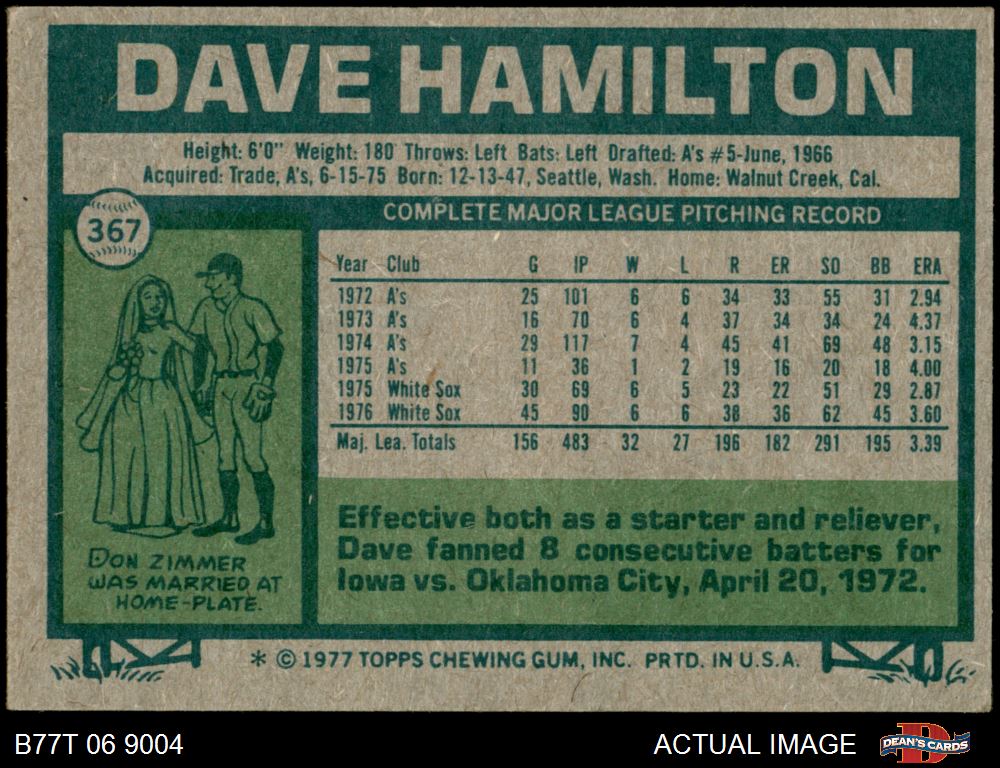 DAVE HAMILTON
Height: 6'0" Weight: 180 Throws: Left Bats: Left Drafted: A's #5-June, 1966
Acquired: Trade, A's, 6-15-75 Born: 12-13-47, Seattle, Wash. Home: Walnut Creek, Cal.
367
COMPLETE MAJOR LEAGUE PITCHING RECORD
Year Club G IP W L R ER SO BB ERA
1972 A's 25 101 6 6 34 33 55 31 2.94
1973 A's 16 70 6 4 37 34 34 24 4.37
1974 A's 29 117 7 4 45 41 69 48 3.15
1975 A's 11 36 1 2 19 16 20 18 4.00
1975 White Sox 30 69 6 5 23 22 51 29 2.87
1976 White Sox 45 90 6 6 38 36 62 45 3.60
Maj. Lea. Totals 156 483 32 27 196 182 291 195 3.39
DON ZIMMER
WAS MARRIED AT
HOME-PLATE.
Effective both as a starter and reliever,
Dave fanned 8 consecutive batters for
Iowa vs. Oklahoma City, April 20, 1972.
* © 1977 TOPPS CHEWING GUM, INC. PRTD. IN U.S.A.
B77T 06 9004
ACTUAL IMAGE
DEAN'S CARDS